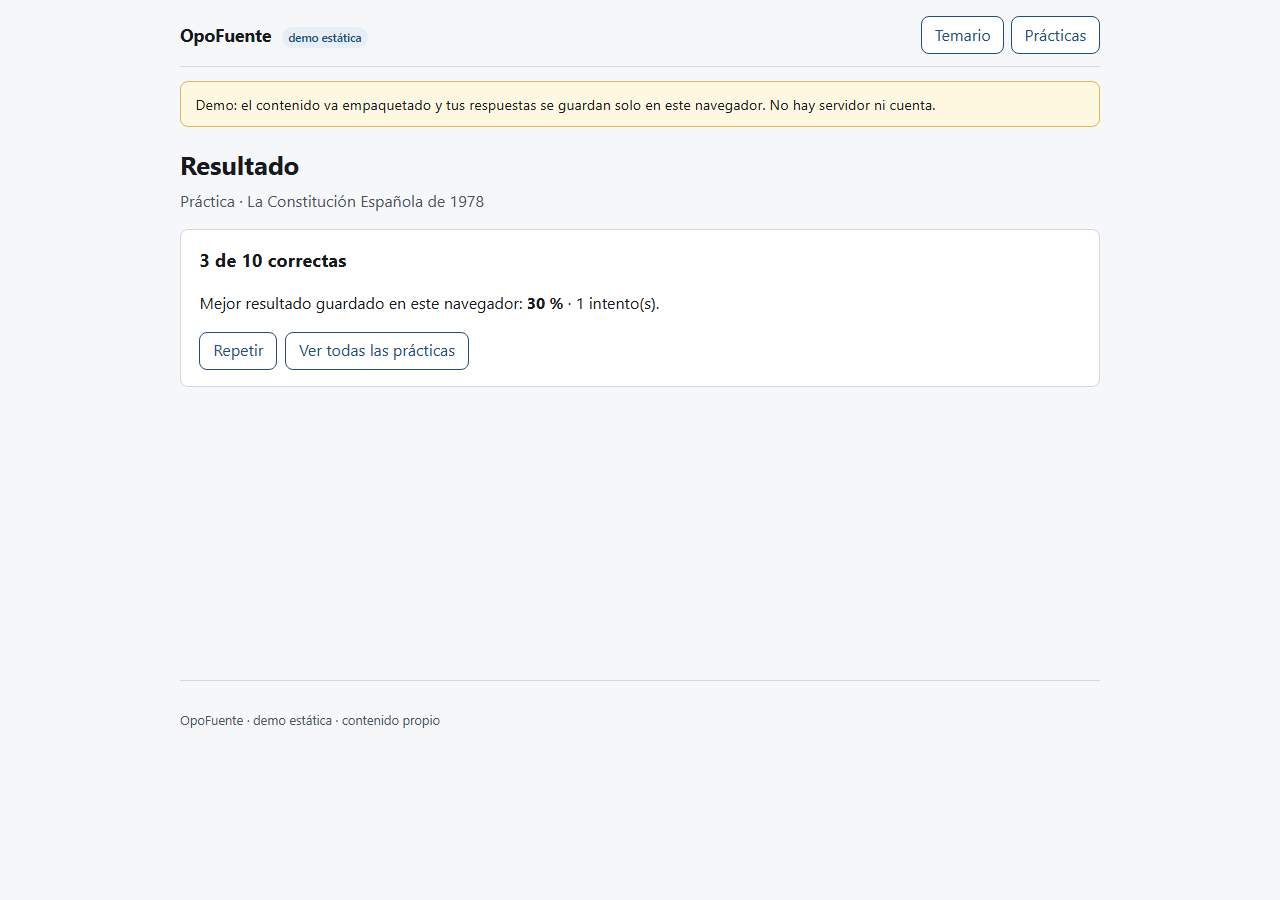 OpoFuente demo estática Temario Prácticas
Demo: el contenido va empaquetado y tus respuestas se guardan solo en este navegador. No hay servidor ni cuenta.
Resultado
Práctica · La Constitución Española de 1978
3 de 10 correctas
Mejor resultado guardado en este navegador: 30 % · 1 intento(s).
Repetir Ver todas las prácticas
OpoFuente · demo estática · contenido propio